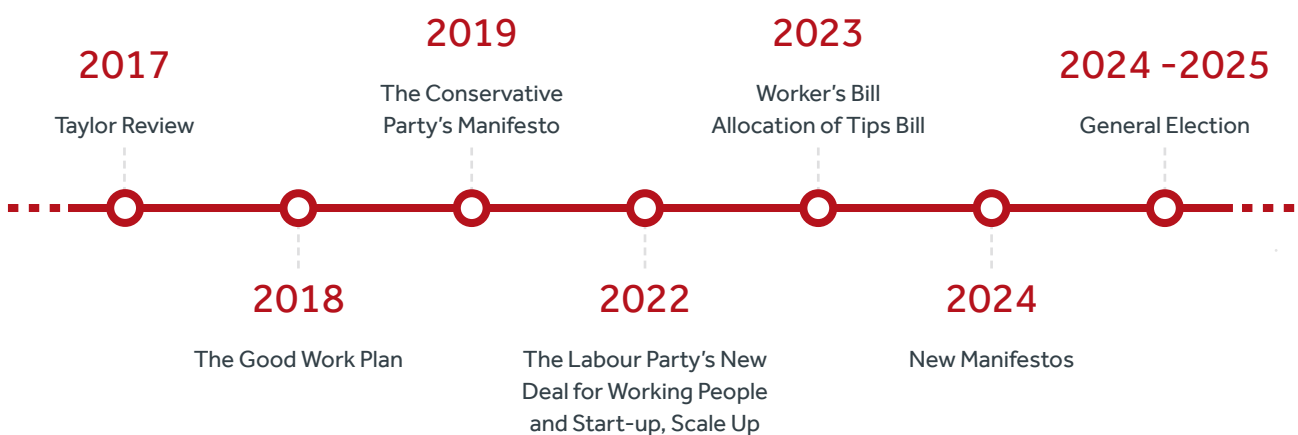 2017
Taylor Review
2018
The Good Work Plan
2019
The Conservative
Party’s Manifesto
2022
The Labour Party’s New
Deal for Working People
and Start-up, Scale Up
2023
Worker’s Bill
Allocation of Tips Bill
2024
New Manifestos
2024 -2025
General Election